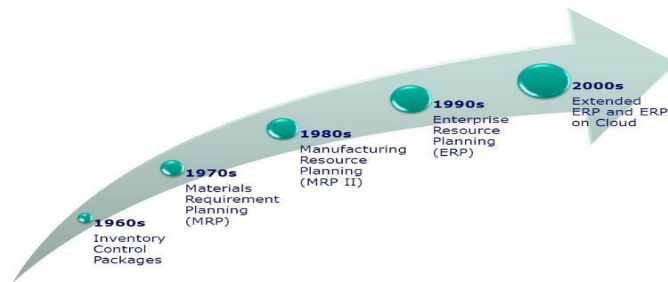 1960s
Inventory
Control
Packages
1970s
Materials
Requirement
Planning
(MRP)
1980s
Manufacturing
Resource
Planning
(MRP II)
1990s
Enterprise
Resource
Planning
(ERP)
2000s
Extended
ERP and ERP
on Cloud